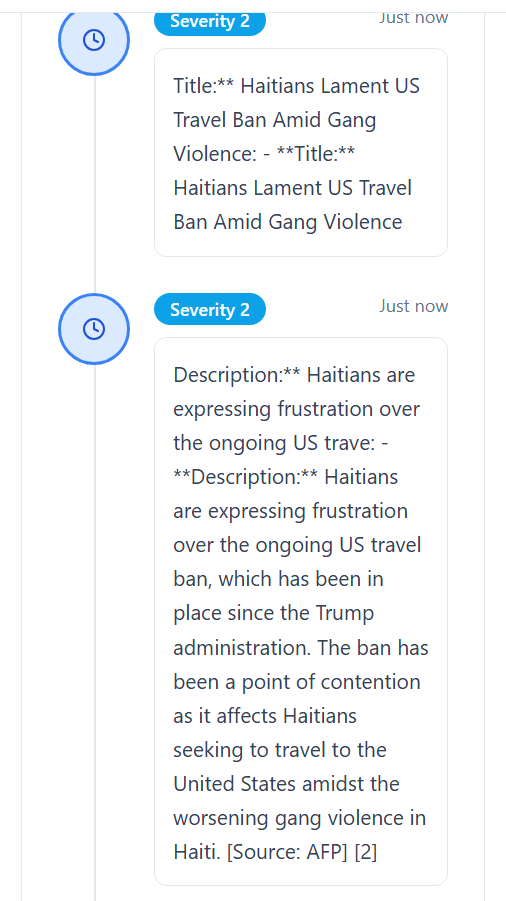 Severity 2
Just now
Title:** Haitians Lament US
Travel Ban Amid Gang
Violence: - **Title:**
Haitians Lament US Travel
Ban Amid Gang Violence
Severity 2
Just now
Description:** Haitians are
expressing frustration over
the ongoing US trave: -
**Description:** Haitians
are expressing frustration
over the ongoing US travel
ban, which has been in
place since the Trump
administration. The ban has
been a point of contention
as it affects Haitians
seeking to travel to the
United States amidst the
worsening gang violence in
Haiti. [Source: AFP] [2]